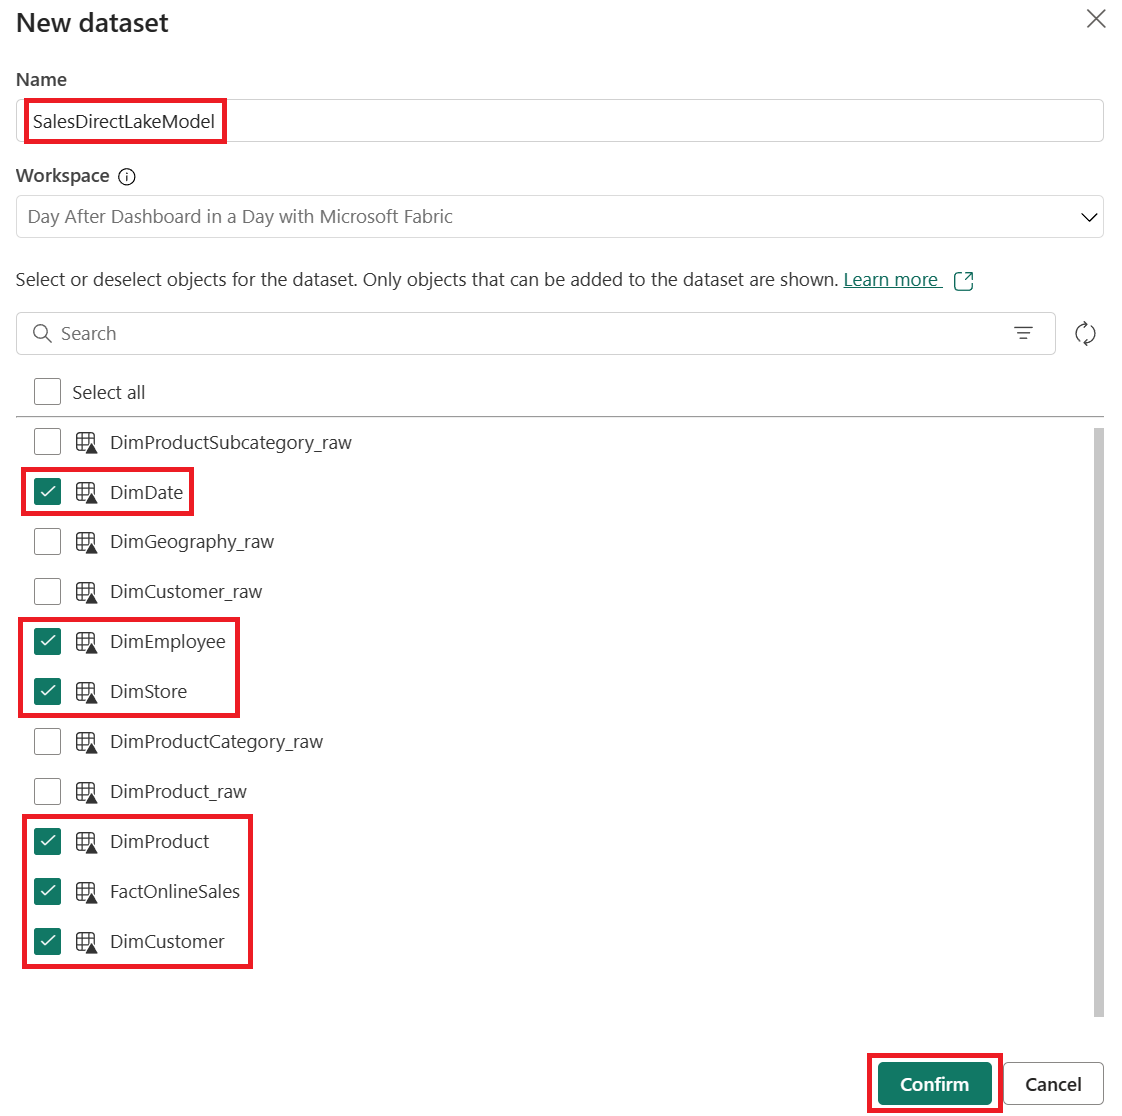 New dataset
Name
SalesDirectLakeModel
Workspace
Day After Dashboard in a Day with Microsoft Fabric
Select or deselect objects for the dataset. Only objects that can be added to the dataset are shown. Learn more
Search
Select all
DimProductSubcategory_raw
DimDate
DimGeography_raw
DimCustomer_raw
DimEmployee
DimStore
DimProductCategory_raw
DimProduct_raw
DimProduct
FactOnlineSales
DimCustomer
Confirm Cancel